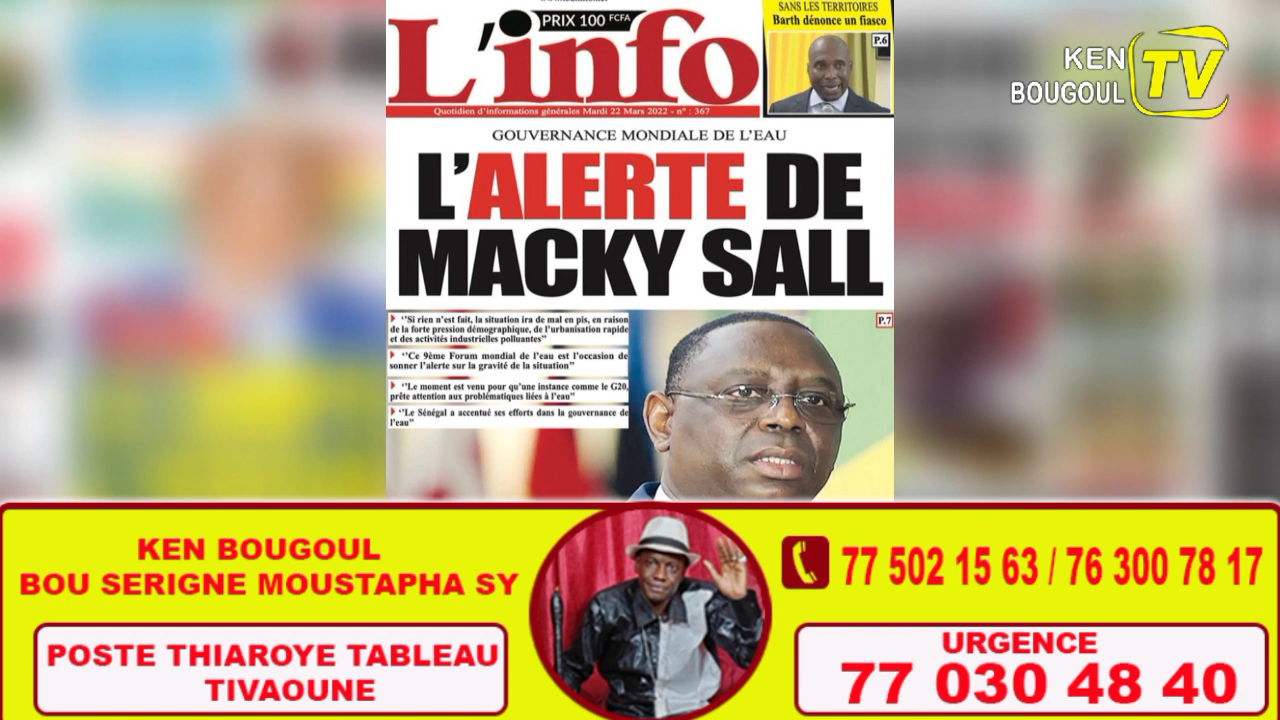 PRIX 100 FCFA
L'info
Quotidien d'informations générales Mardi 22 Mars 2022 - n° : 367
SANS LES TERRITOIRES
Barth dénonce un fiasco
P.6
KEN
BOUGOUL
TV
GOUVERNANCE MONDIALE DE L'EAU
L'ALERTE DE
MACKY SALL
‘‘Si rien n’est fait, la situation ira de mal en pis, en raison
de la forte pression démographique, de l’urbanisation rapide
et des activités industrielles polluantes’’
‘‘Ce 9ème Forum mondial de l’eau est l’occasion de
sonner l’alerte sur la gravité de la situation’’
‘‘Le moment est venu pour qu’une instance comme le G20,
prête attention aux problématiques liées à l’eau’’
‘‘Le Sénégal a accentué ses efforts dans la gouvernance de
l’eau’’
P.7
KEN BOUGOUL
BOU SERIGNE MOUSTAPHA SY
POSTE THIAROYE TABLEAU
TIVAOUNE
77 502 15 63 / 76 300 78 17
URGENCE
77 030 48 40